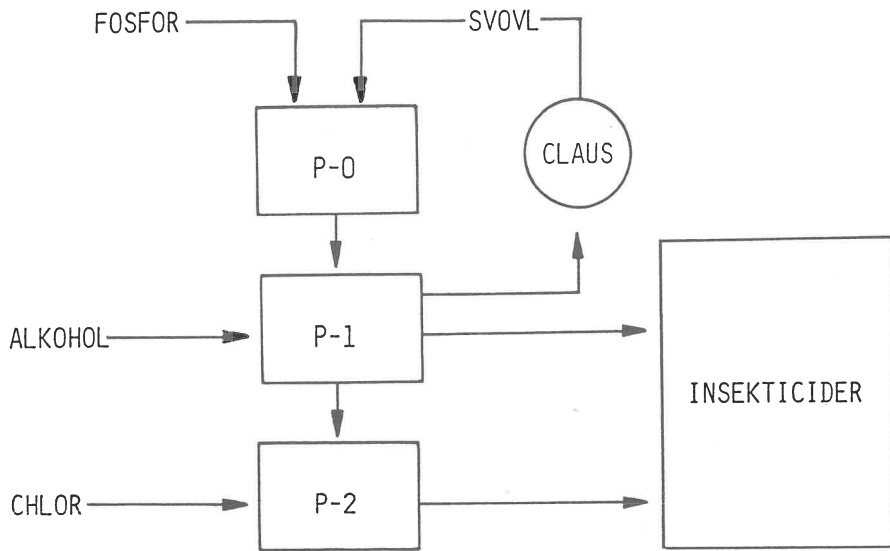 FOSFOR
SVOVL
CLAUS
P-0
ALKOHOL
P-1
INSEKTICIDER
CHLOR
P-2